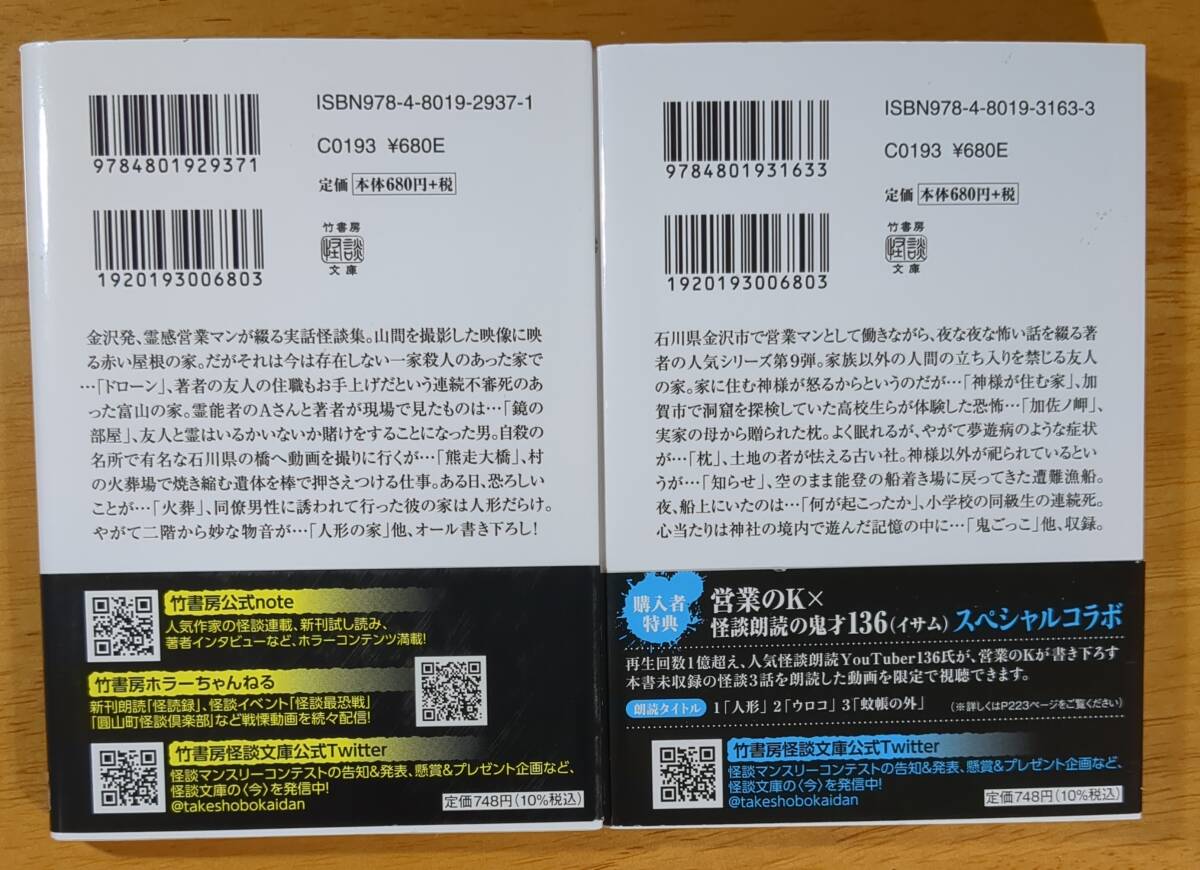 ISBN978-4-8019-2937-1
9784801929371
C0193 ¥680E
定価 本体680円+税
1920193006803
竹書房
怪談
文庫
金沢発、霊感営業マンが綴る実話怪談集。山間を撮影した映像に映
る赤い屋根の家。だがそれは今は存在しない一家殺人のあった家で
…「ドローン」、著者の友人の住職もお手上げだという連続不審死のあ
った富山の家。霊能者のAさんと著者が現場で見たものは…「鏡の
部屋」、友人と霊はいるかいないか賭けをすることになった男。自殺の
名所で有名な石川県の橋へ動画を撮りに行くが…「熊走大橋」、村
の火葬場で焼き縮む遺体を棒で押さえつける仕事。ある日、恐ろしい
ことが…「火葬」、同僚男性に誘われて行った彼の家は人形だらけ。
やがて二階から妙な物音が…「人形の家」他、オール書き下ろし!
竹書房公式note
人気作家の怪談連載、新刊試し読み、
著者インタビューなど、ホラーコンテンツ満載!
竹書房ホラーちゃんねる
新刊朗読「怪読録」、怪談イベント「怪談最恐戦」
「圓山町怪談倶楽部」など戦慄動画を続々配信!
竹書房怪談文庫公式Twitter
怪談マンスリーコンテストの告知&発表、懸賞&プレゼント企画など、
怪談文庫の〈今〉を発信中!
@takeshobokaidan
定価748円(10%税込)
ISBN978-4-8019-3163-3
9784801931633
C0193 ¥680E
定価 本体680円+税
1920193006803
竹書房
怪談
文庫
石川県金沢市で営業マンとして働きながら、夜な夜な怖い話を綴る著
者の人気シリーズ第9弾。家族以外の人間の立ち入りを禁じる友人
の家。家に住む神様が怒るからというのだが…「神様が住む家」、加
賀市で洞窟を探検していた高校生らが体験した恐怖…「加佐ノ岬」、
実家の母から贈られた枕。よく眠れるが、やがて夢遊病のような症状
が…「枕」、土地の者が怯える古い社。神様以外が祀られているとい
うが…「知らせ」、空のまま能登の船着き場に戻ってきた遭難漁船。
夜、船上にいたのは…「何が起こったか」、小学校の同級生の連続死。
心当たりは神社の境内で遊んだ記憶の中に…「鬼ごっこ」他、収録。
購入者
特典
営業のK×
怪談朗読の鬼才136(イサム)スペシャルコラボ
再生回数1億超え、人気怪談朗読YouTuber136氏が、営業のKが書き下ろす
本書未収録の怪談3話を朗読した動画を限定で視聴できます。
朗読タイトル 1「人形」2「ウロコ」3「蚊帳の外」 (※詳しくはP223ページをご覧ください)
竹書房怪談文庫公式Twitter
怪談マンスリーコンテストの告知&発表、懸賞&プレゼント企画など、
怪談文庫の〈今〉を発信中!
@takeshobokaidan
定価748円(10%税込)